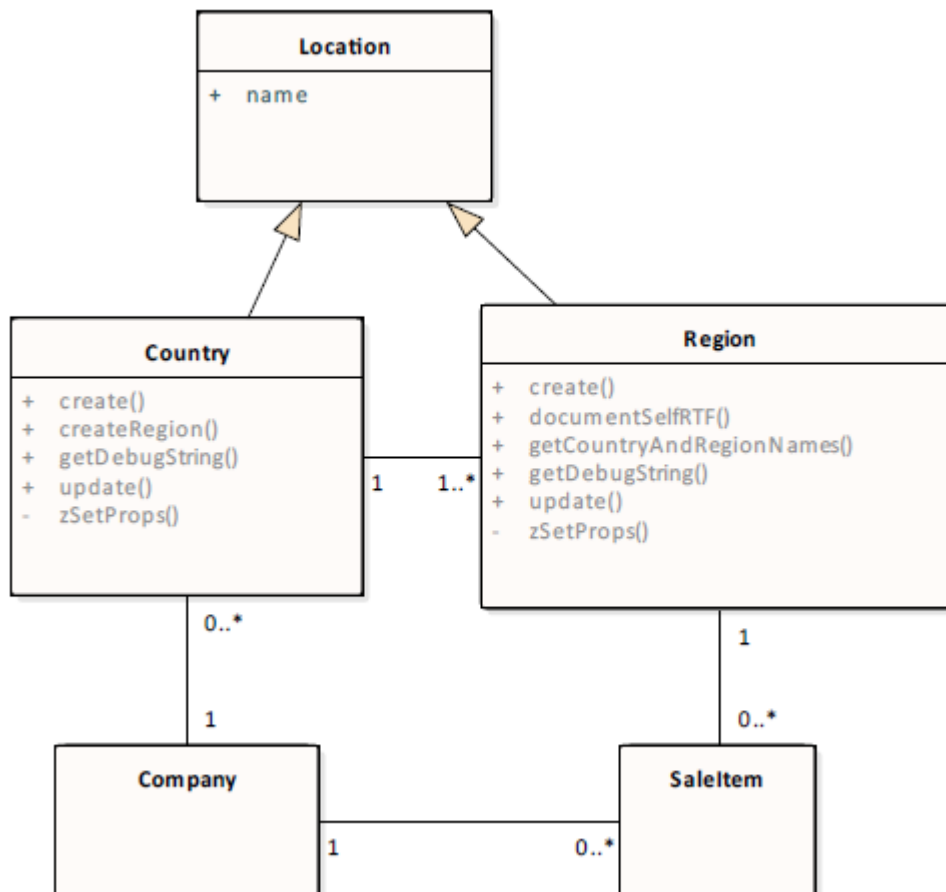 Location
+ name
Country
+ create()
+ createRegion()
+ getDebugString()
+ update()
- zSetProps()
Region
+ create()
+ documentSelfRTF()
+ getCountryAndRegionNames()
+ getDebugString()
+ update()
- zSetProps()
1 1..*
0..*
1
1
0..*
Company
SaleItem
1 0..*